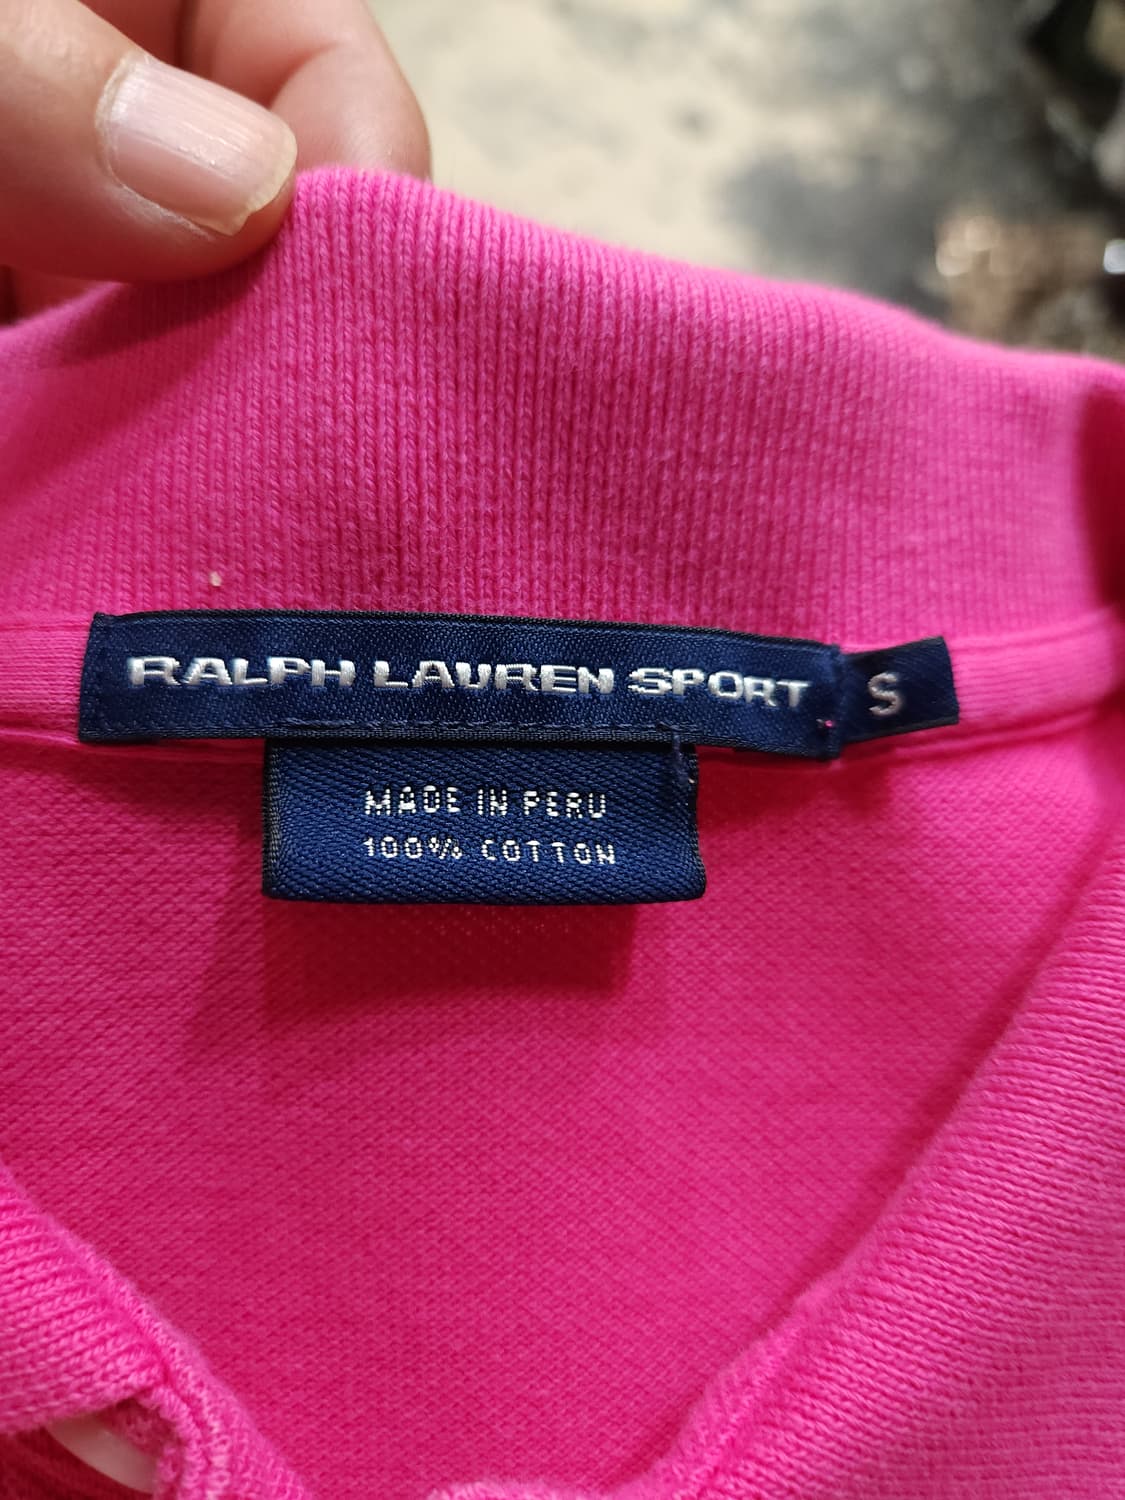 RALPH LAUREN SPORT S
MADE IN PERU
100% COTTON